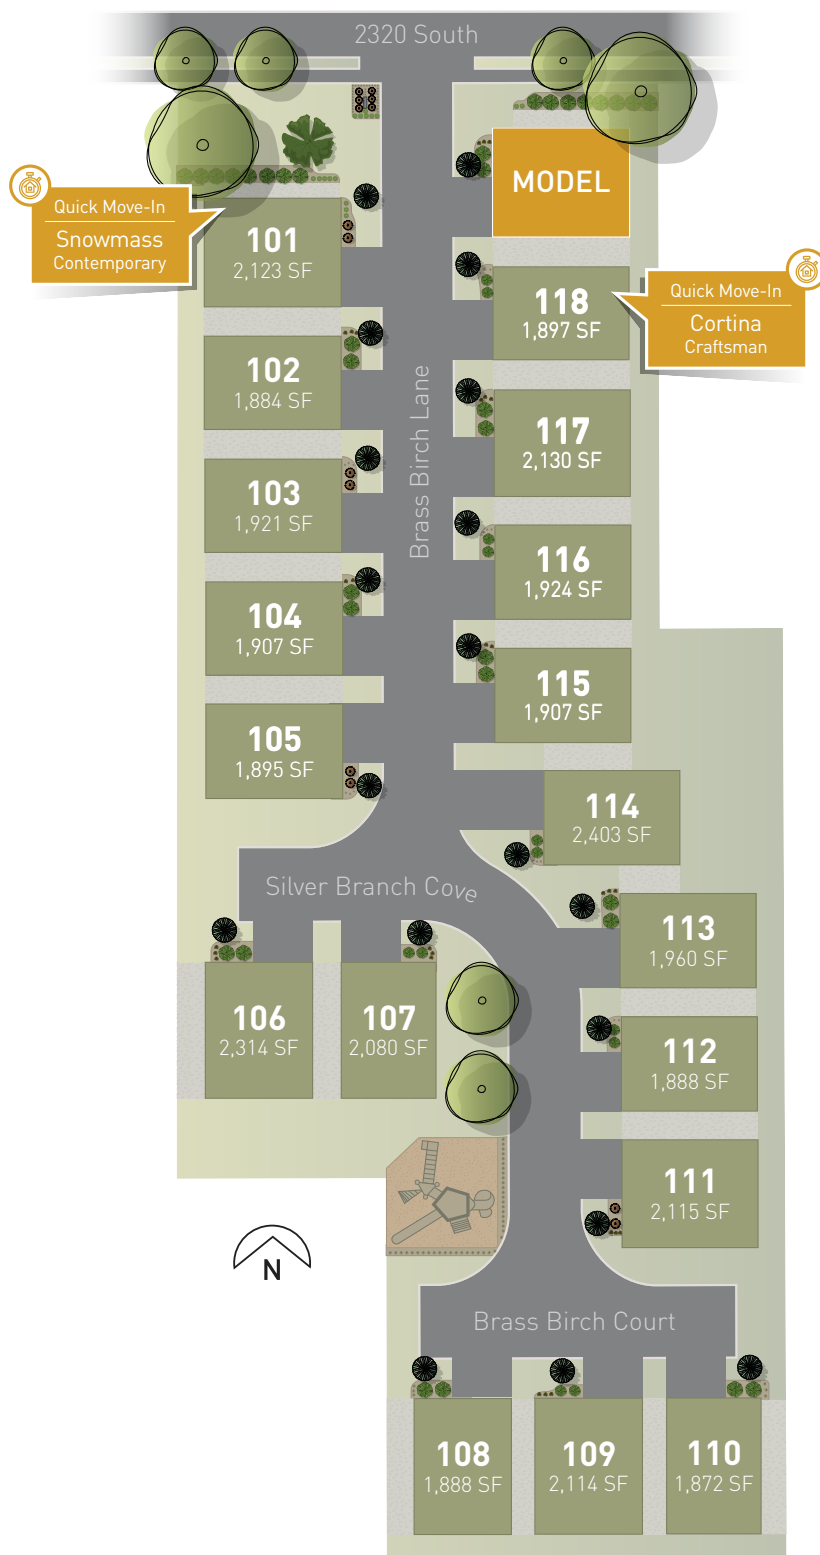 2320 South
MODEL
Quick Move-In
Snowmass
Contemporary
101
2,123 SF
118
1,897 SF
Quick Move-In
Cortina
Craftsman
102
1,884 SF
Brass Birch Lane
117
2,130 SF
103
1,921 SF
116
1,924 SF
104
1,907 SF
115
1,907 SF
105
1,895 SF
114
2,403 SF
Silver Branch Cove
113
1,960 SF
106
2,314 SF
107
2,080 SF
112
1,888 SF
111
2,115 SF
N
Brass Birch Court
108
1,888 SF
109
2,114 SF
110
1,872 SF